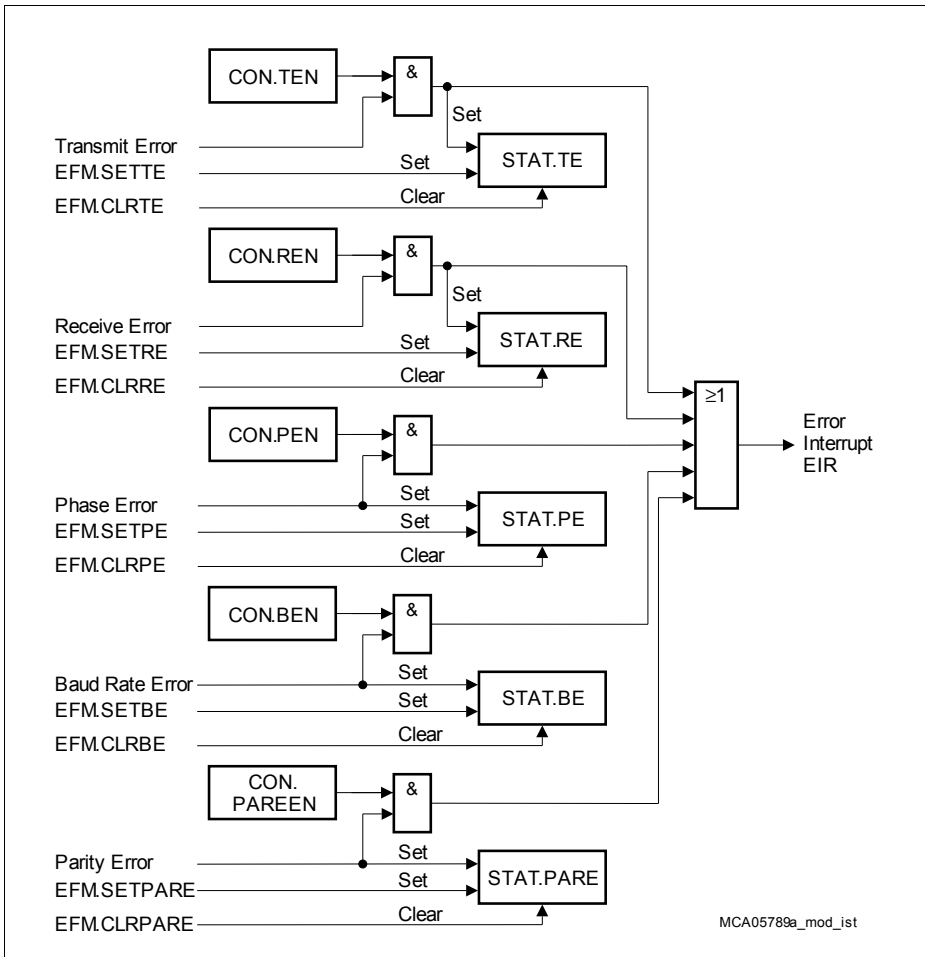 CON.TEN
&
Set
Transmit Error
Set
STAT.TE
EFM.SETTE
Clear
EFM.CLRTE
CON.REN
&
Set
Receive Error
Set
STAT.RE
EFM.SETRE
Clear
EFM.CLRRE
≥1
Error
Interrupt
EIR
CON.PEN
&
Phase Error
Set
EFM.SETPE
Set
STAT.PE
EFM.CLRPE
Clear
CON.BEN
&
Baud Rate Error
Set
EFM.SETBE
Set
STAT.BE
EFM.CLRBE
Clear
CON.
PAREEN
&
Parity Error
Set
EFM.SETPARE
Set
STAT.PARE
EFM.CLRPARE
Clear
MCA05789a_mod_ist